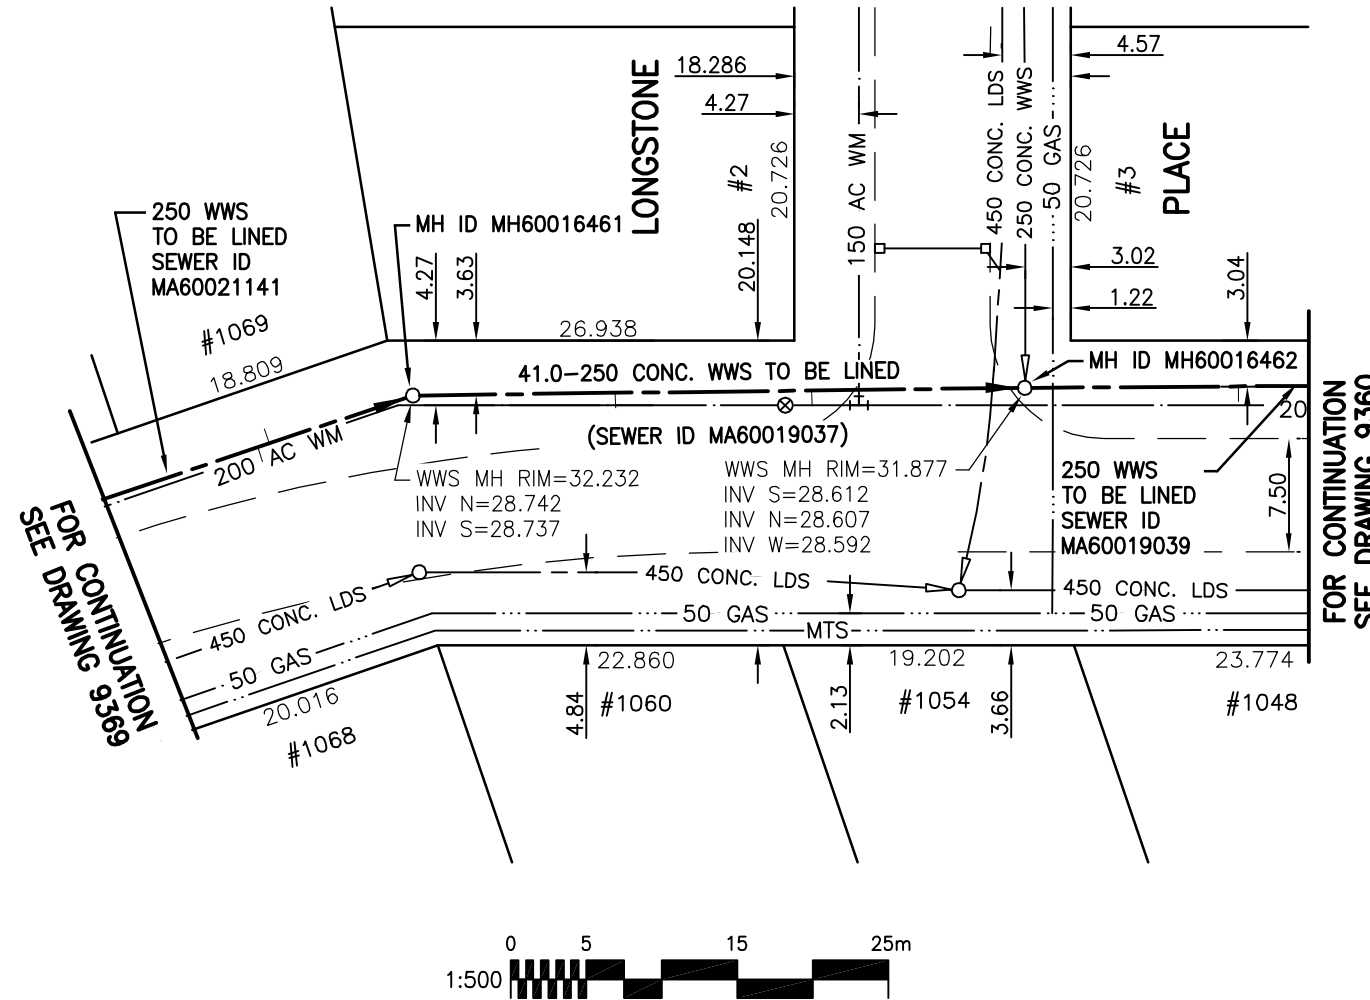 4.57
18.286
4.27
LONGSTONE
PLACE
#2
20.726
150 AC WM
450 CONC. LDS
250 CONC. WWS
50 GAS
20.726
#3
250 WWS
TO BE LINED
SEWER ID
MA60021141
MH ID MH60016461
4.27
3.63
20.148
3.02
1.22
3.04
#1069
18.809
26.938
41.0-250 CONC. WWS TO BE LINED
MH ID MH60016462
20
200 AC WM
(SEWER ID MA60019037)
WWS MH RIM=32.232
INV N=28.742
INV S=28.737
WWS MH RIM=31.877
INV S=28.612
INV N=28.607
INV W=28.592
250 WWS
TO BE LINED
SEWER ID
MA60019039
7.50
FOR CONTINUATION
SEE DRAWING 9360
FOR CONTINUATION
SEE DRAWING 9369
450 CONC. LDS
450 CONC. LDS
450 CONC. LDS
50 GAS
50 GAS
50 GAS
MTS
20.016
#1068
22.860
19.202
23.774
4.84
#1060
2.13
#1054
3.66
#1048
0 5 15 25m
1:500